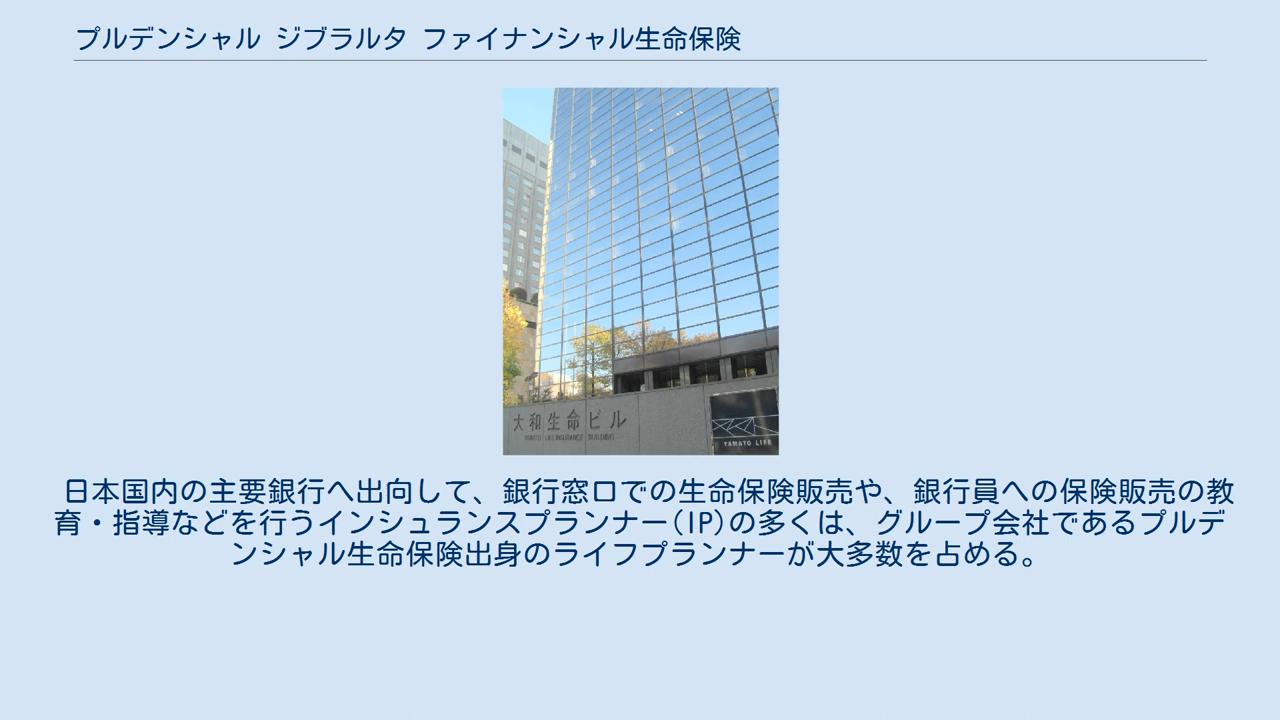 プルデンシャル ジブラルタ ファイナンシャル生命保険
大和生命ビル
YAMATO LIFE INSURANCE BUILDING
YAMATO LIFE
日本国内の主要銀行へ出向して、銀行窓口での生命保険販売や、銀行員への保険販売の教
育・指導などを行うインシュランスプランナー(IP)の多くは、グループ会社であるプルデ
ンシャル生命保険出身のライフプランナーが大多数を占める。